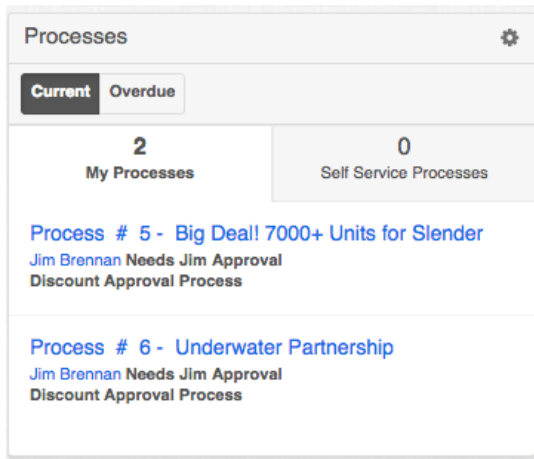 Processes
Current Overdue
2 0
My Processes Self Service Processes
Process # 5 - Big Deal! 7000+ Units for Slender
Jim Brennan Needs Jim Approval
Discount Approval Process
Process # 6 - Underwater Partnership
Jim Brennan Needs Jim Approval
Discount Approval Process